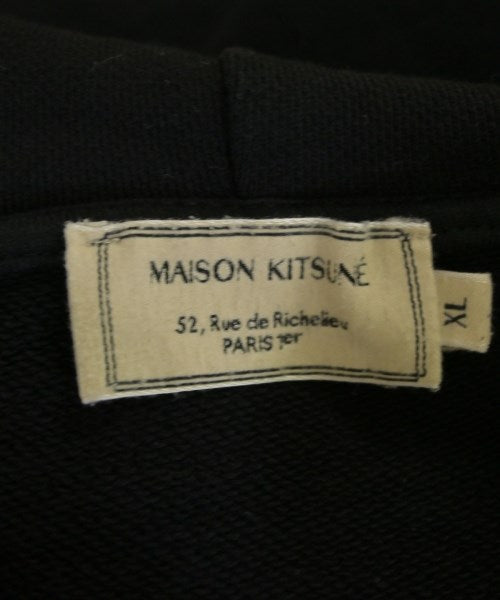 MAISON KITSUNÉ
52, Rue de Richelieu
PARIS 1er
XL